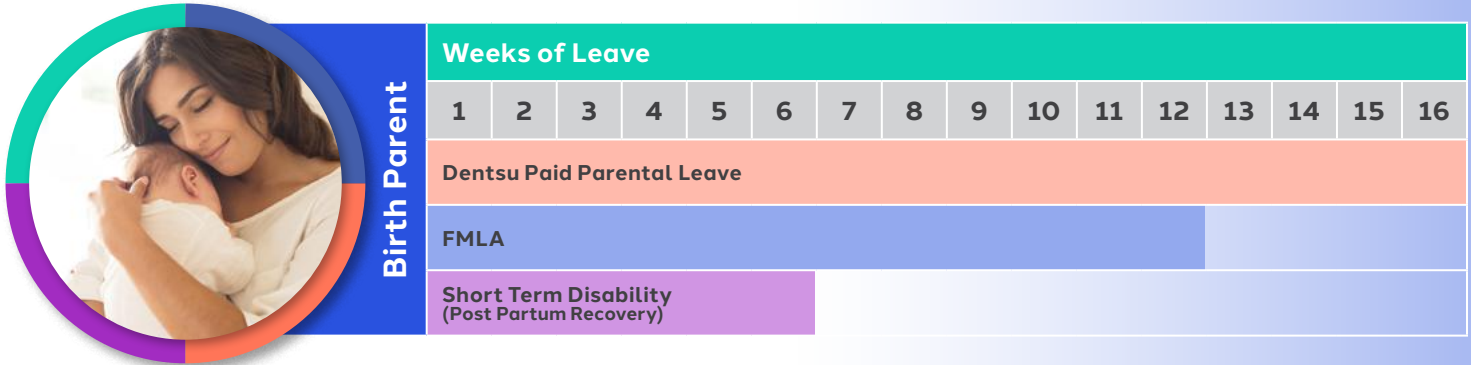 Birth Parent
Weeks of Leave
1 2 3 4 5 6 7 8 9 10 11 12 13 14 15 16
Dentsu Paid Parental Leave
FMLA
Short Term Disability
(Post Partum Recovery)